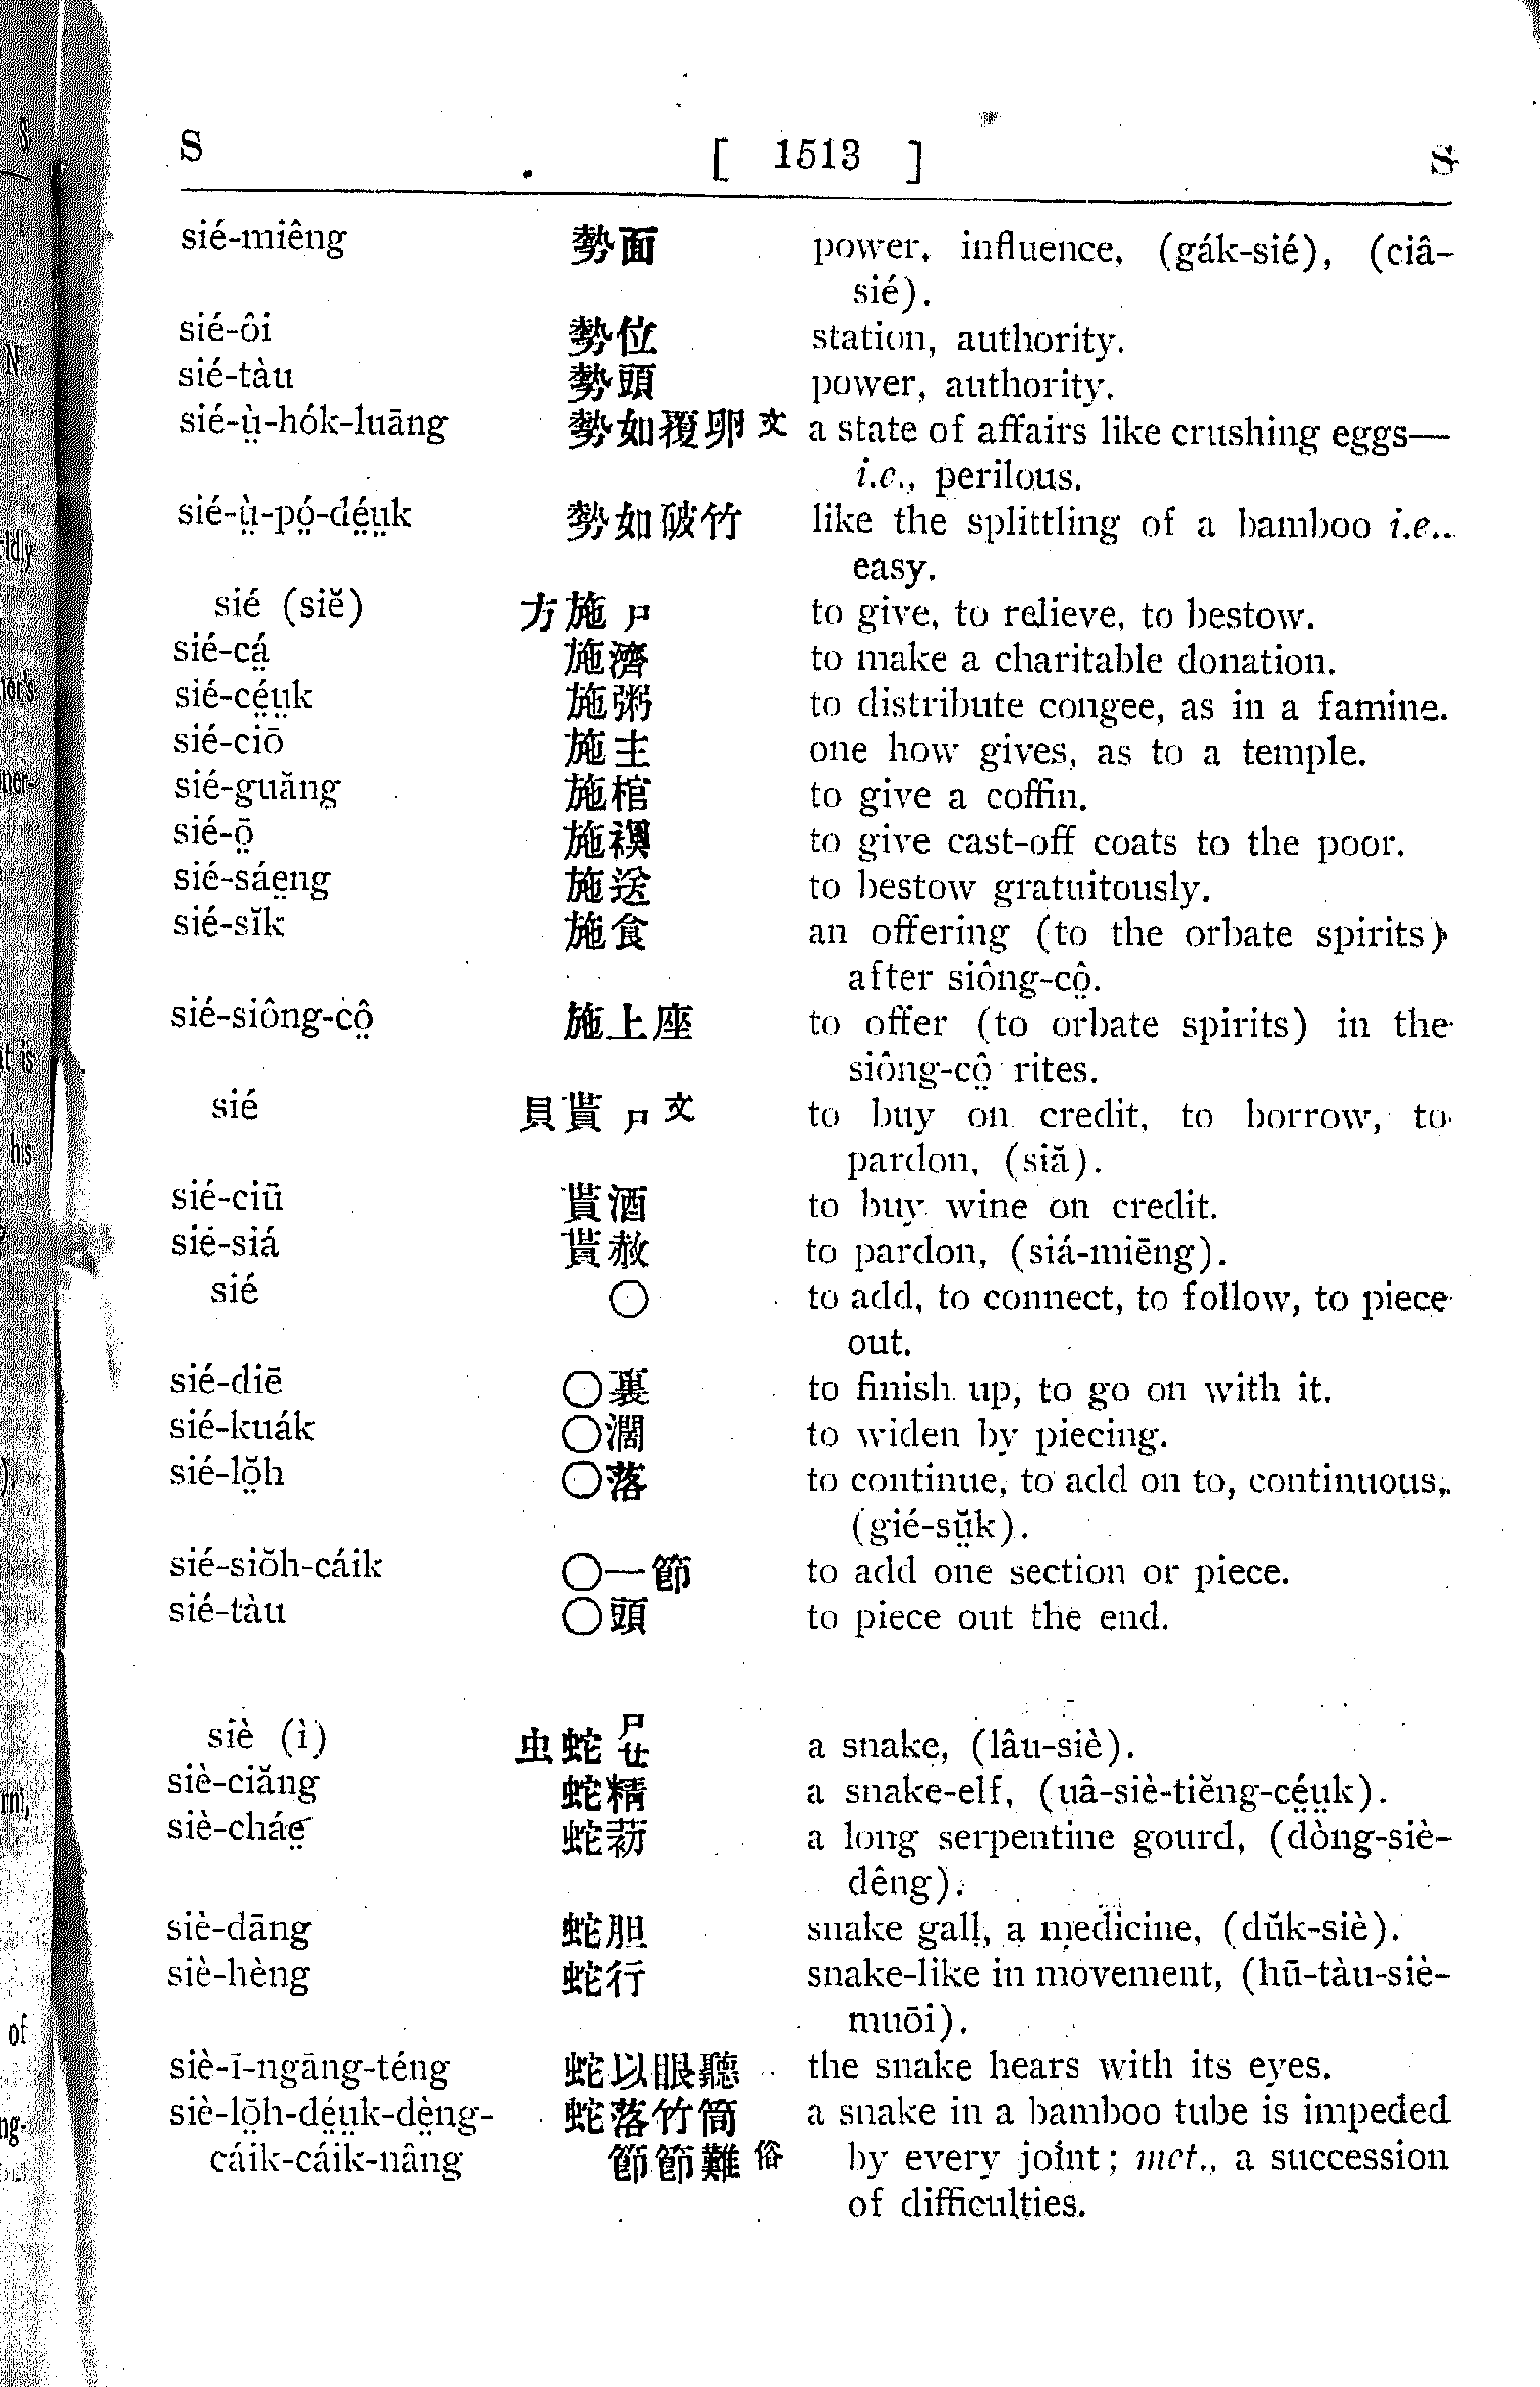 S [ 1513 ] S
sié-miêng 勢面 power, influence, (gák-sié), (ciâ-
sié).
sié-ôi 勢位 station, authority.
sié-tàu 勢頭 power, authority.
sié-ṳ̀-hók-luāng 勢如覆卵文 a state of affairs like crushing eggs—
i.e., perilous.
sié-ṳ̀-pó̤-dé̤ṳk 勢如破竹 like the splittling of a bamboo i.e..
easy.
sié (siĕ) 方施ㄕ to give, to relieve, to bestow.
sié-cá̤ 施濟 to make a charitable donation.
sié-cé̤ṳk 施粥 to distribute congee, as in a famine.
sié-ciō 施主 one how gives, as to a temple.
sié-guăng 施棺 to give a coffin.
sié-ō̤ 施襖 to give cast-off coats to the poor.
sié-sáe̤ng 施送 to bestow gratuitously.
sié-sĭk 施食 an offering (to the orbate spirits)
after siông-cô̤.
sié-siông-cô̤ 施上座 to offer (to orbate spirits) in the
siông-cô̤ rites.
sié 貝貰ㄕ文 to buy on credit, to borrow, to
pardon, (siă).
sié-ciū 貰酒 to buy wine on credit.
sié-siá 貰赦 to pardon, (siá-miēng).
sié ○ to add, to connect, to follow, to piece
out.
sié-diē ○裏 to finish up, to go on with it.
sié-kuák ○濶 to widen by piecing.
sié-lŏ̤h ○落 to continue, to add on to, continuous,
(gié-sṳ̆k).
sié-siŏh-cáik ○一節 to add one section or piece.
sié-tàu ○頭 to piece out the end.
siè (ì) 虫蛇ㄕㄝ a snake, (lâu-siè).
siè-ciăng 蛇精 a snake-elf, (uâ-siè-tiĕng-cé̤ṳk).
siè-cháe̤ 蛇 a long serpentine gourd, (dòng-siè-
dêng).
siè-dāng 蛇胆 snake gall, a medicine, (dŭk-siè).
siè-hèng 蛇行 snake-like in movement, (hū-tàu-siè-
muōi).
siè-ī-ngāng-téng 蛇以眼聽 the snake hears with its eyes.
siè-lŏ̤h-dé̤ṳk-dè̤ng- 蛇落竹筒 a snake in a bamboo tube is impeded
cáik-cáik-nâng 節節難俗 by every joint; met., a succession
of difficulties.